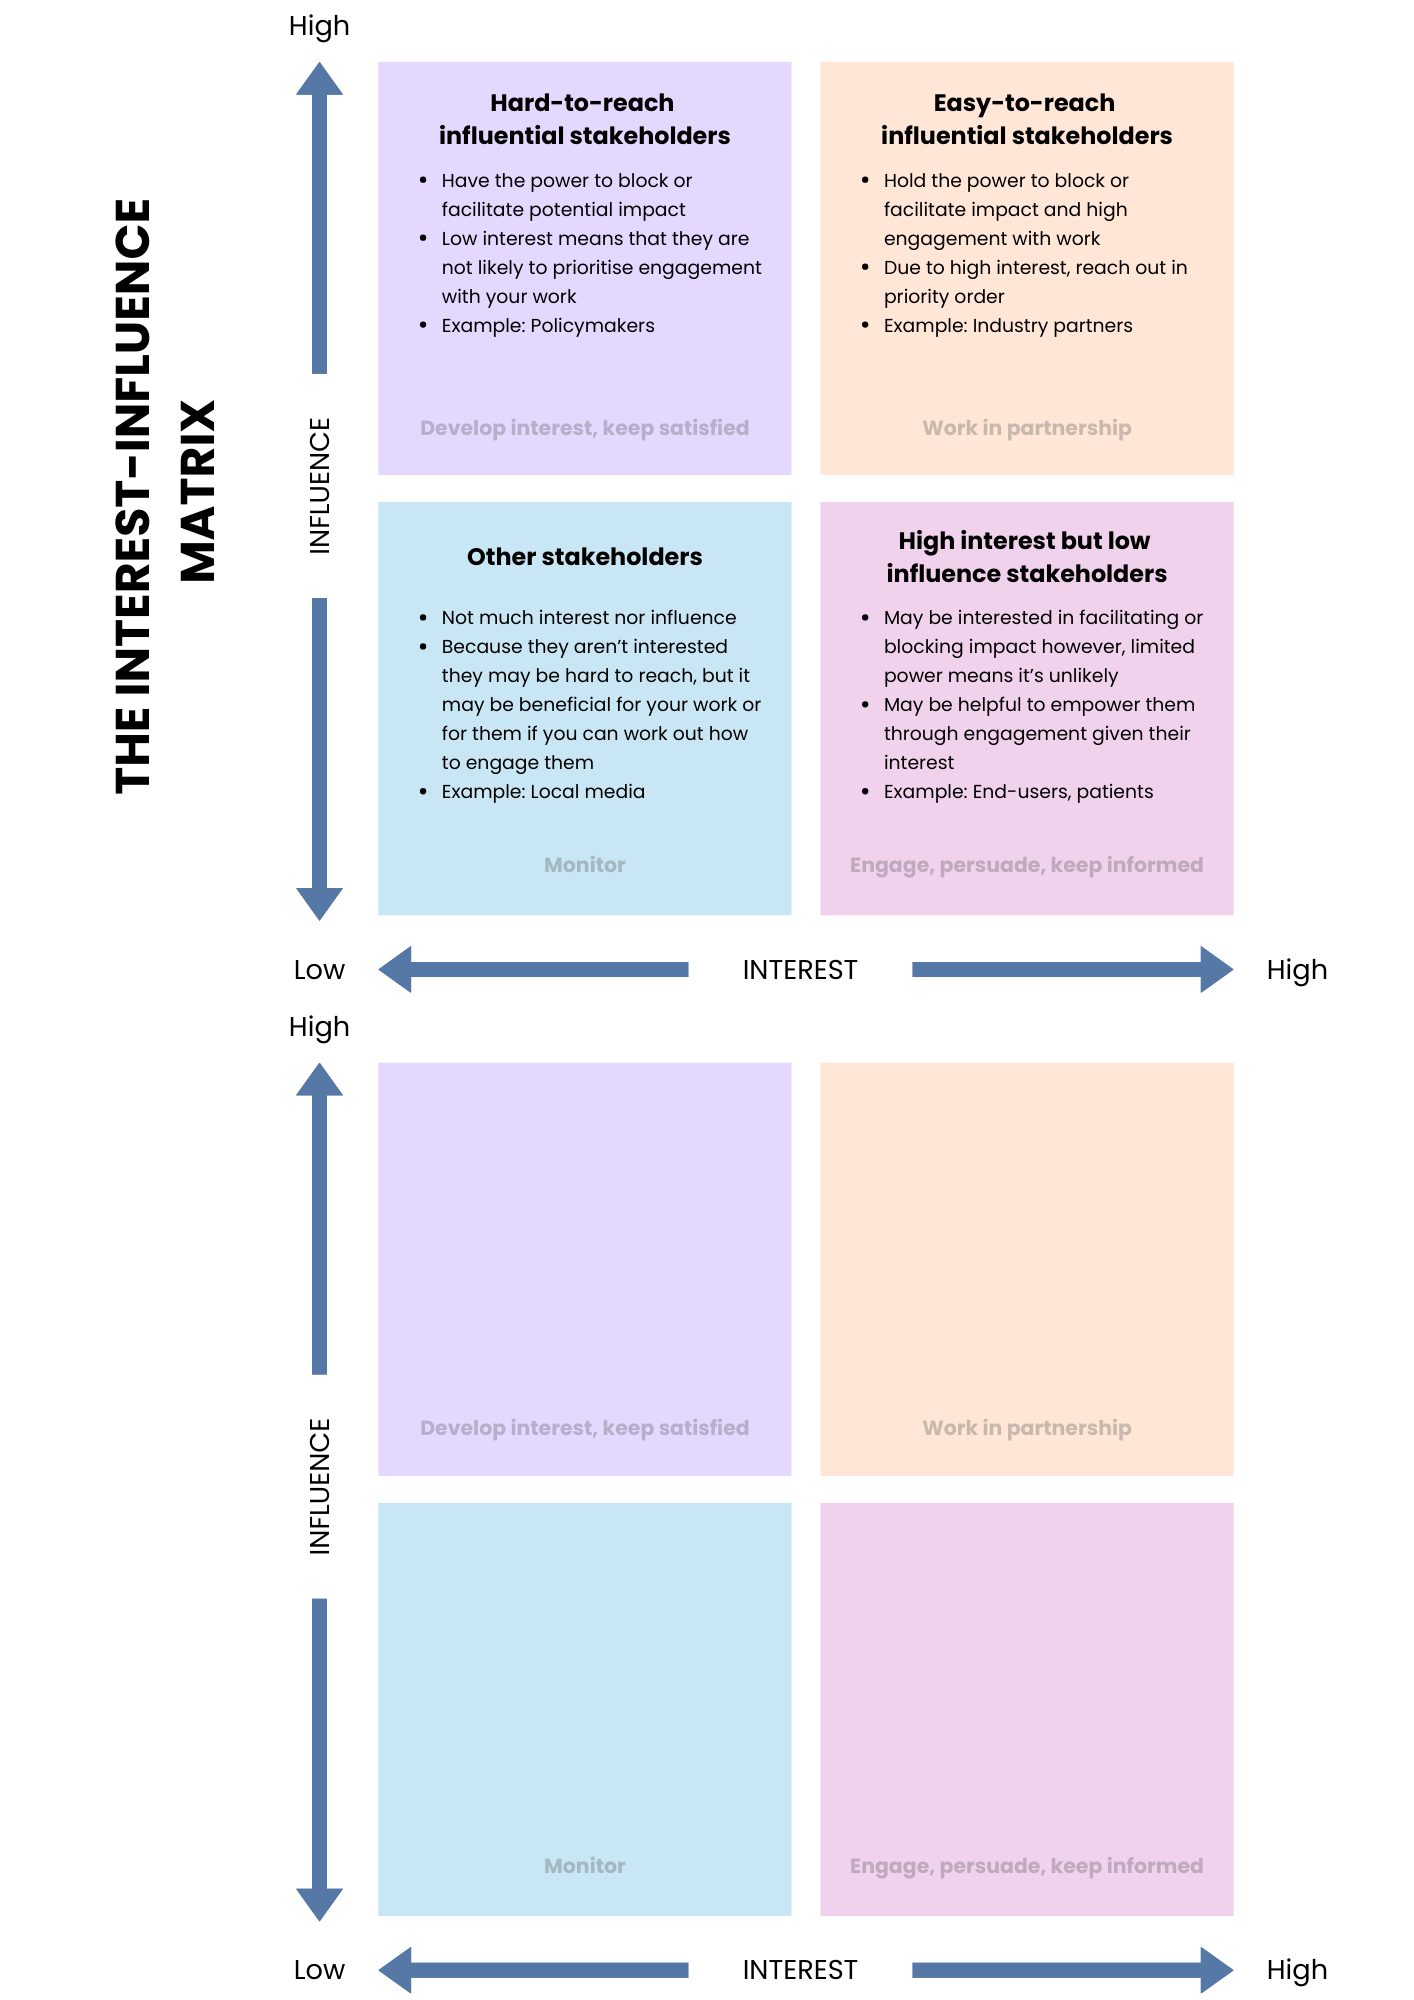 THE INTEREST-INFLUENCE
MATRIX
High
INFLUENCE
Hard-to-reach
influential stakeholders
• Have the power to block or
facilitate potential impact
• Low interest means that they are
not likely to prioritise engagement
with your work
• Example: Policymakers
Develop interest, keep satisfied
Easy-to-reach
influential stakeholders
• Hold the power to block or
facilitate impact and high
engagement with work
• Due to high interest, reach out in
priority order
• Example: Industry partners
Work in partnership
Other stakeholders
• Not much interest nor influence
• Because they aren’t interested
they may be hard to reach, but it
may be beneficial for your work or
for them if you can work out how
to engage them
• Example: Local media
Monitor
High interest but low
influence stakeholders
• May be interested in facilitating or
blocking impact however, limited
power means it’s unlikely
• May be helpful to empower them
through engagement given their
interest
• Example: End-users, patients
Engage, persuade, keep informed
Low
INTEREST
High
High
INFLUENCE
Develop interest, keep satisfied
Work in partnership
Monitor
Engage, persuade, keep informed
Low
INTEREST
High